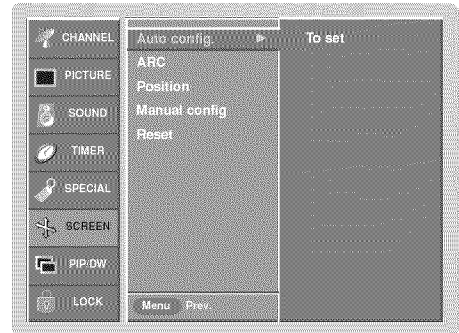 CHANNEL
PICTURE
SOUND
TIMER
SPECIAL
SCREEN
PIP/DW
LOCK
Auto config.
ARC
Position
Manual config
Reset
Menu Prev.
To set